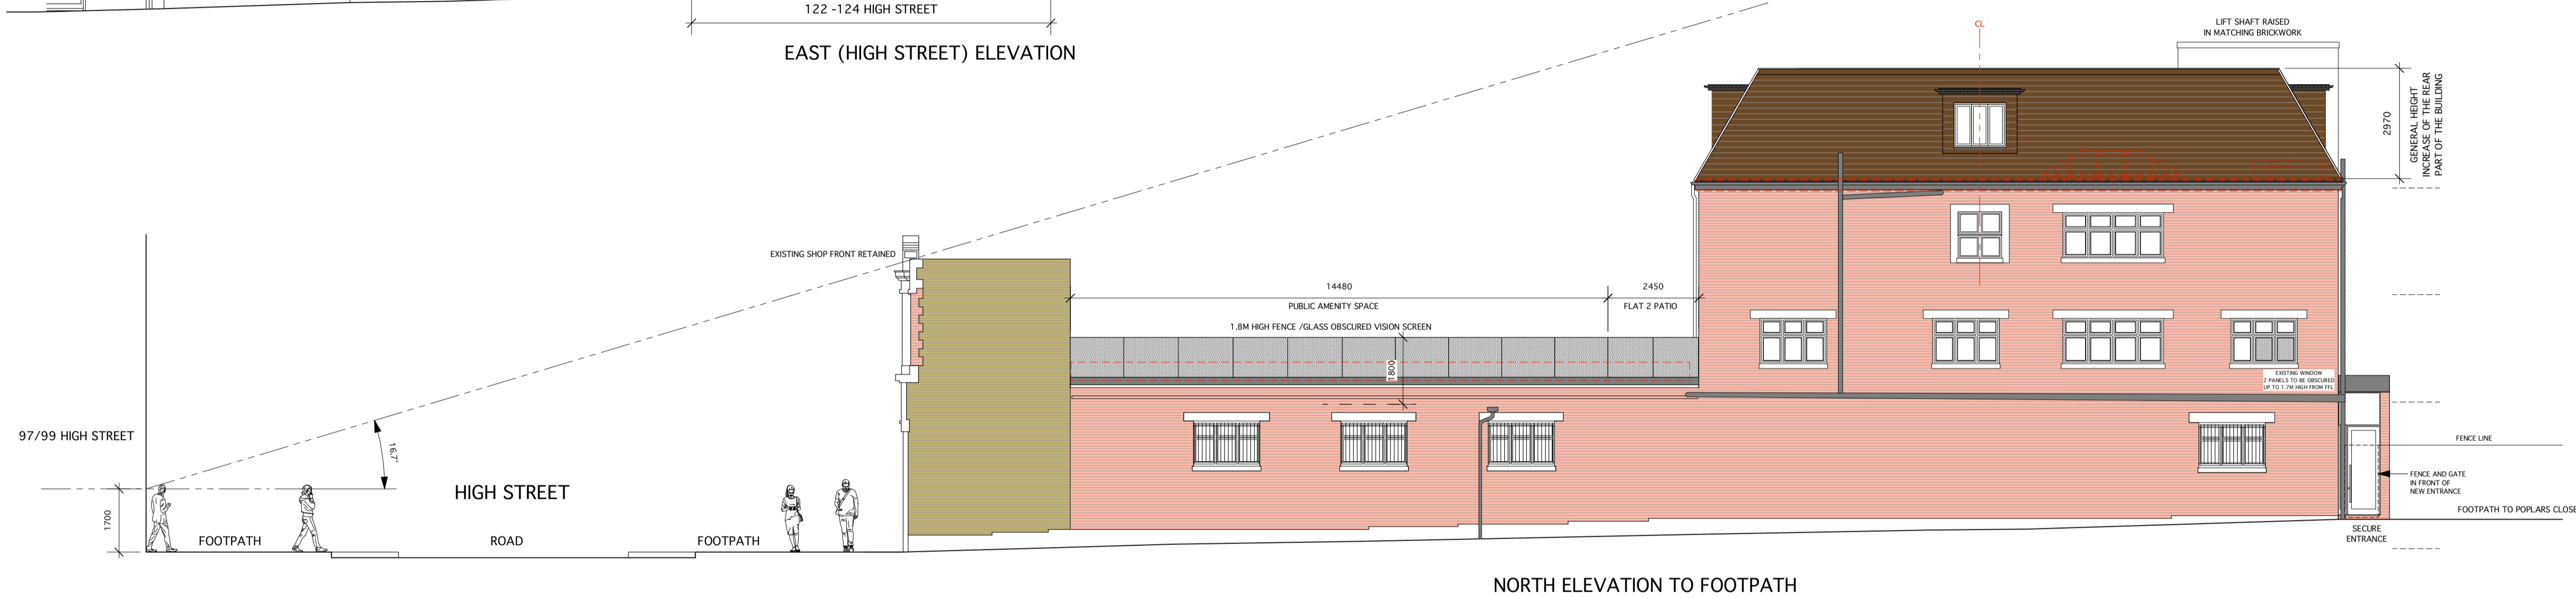 122 -124 HIGH STREET
EAST (HIGH STREET) ELEVATION
CL
LIFT SHAFT RAISED
IN MATCHING BRICKWORK
2970
GENERAL HEIGHT
INCREASE OF THE REAR
PART OF THE BUILDING
EXISTING SHOP FRONT RETAINED
14480
2450
PUBLIC AMENITY SPACE
FLAT 2 PATIO
1.8M HIGH FENCE /GLASS OBSCURED VISION SCREEN
1800
EXISTING WINDOW
2 PANELS TO BE OBSCURED
UP TO 1.7M HIGH FROM FFL
97/99 HIGH STREET
16.7°
FENCE LINE
FENCE AND GATE
IN FRONT OF
NEW ENTRANCE
HIGH STREET
1700
FOOTPATH TO POPLARS CLOSE
FOOTPATH
ROAD
FOOTPATH
SECURE
ENTRANCE
NORTH ELEVATION TO FOOTPATH